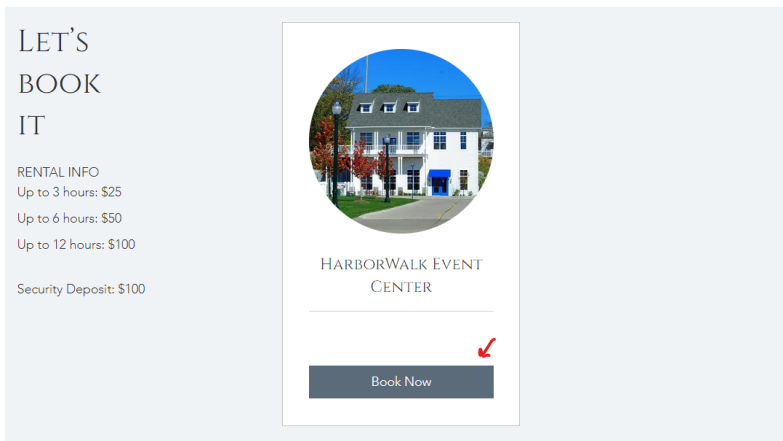 LET'S
BOOK
IT
RENTAL INFO
Up to 3 hours: $25
Up to 6 hours: $50
Up to 12 hours: $100
Security Deposit: $100
HARBORWALK EVENT
CENTER
Book Now